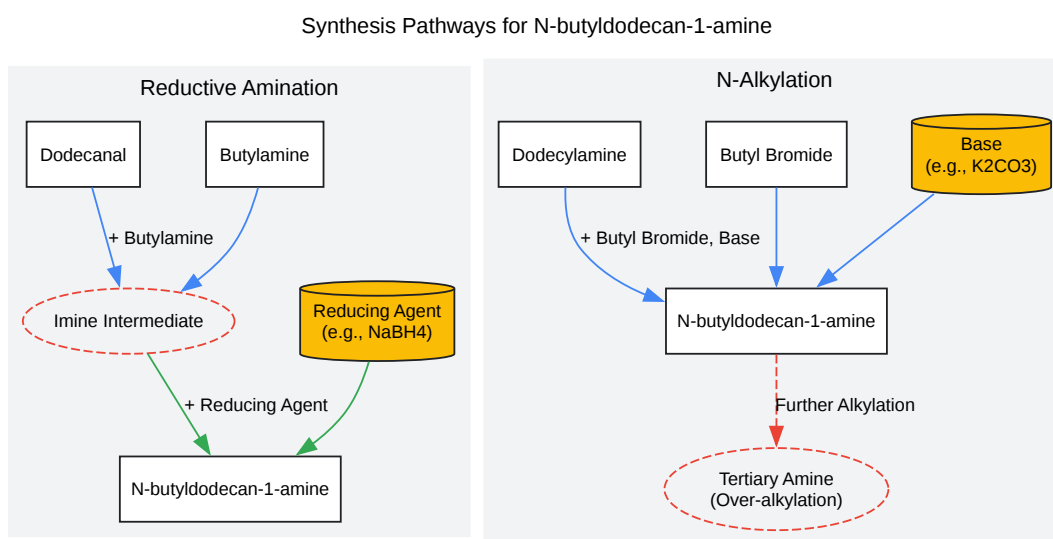 Synthesis Pathways for N-butyldodecan-1-amine
Reductive Amination
Dodecanal
Butylamine
+ Butylamine
Imine Intermediate
Reducing Agent
(e.g., NaBH4)
+ Reducing Agent
N-butyldodecan-1-amine
N-Alkylation
Dodecylamine
Butyl Bromide
Base
(e.g., K2CO3)
+ Butyl Bromide, Base
N-butyldodecan-1-amine
Further Alkylation
Tertiary Amine
(Over-alkylation)